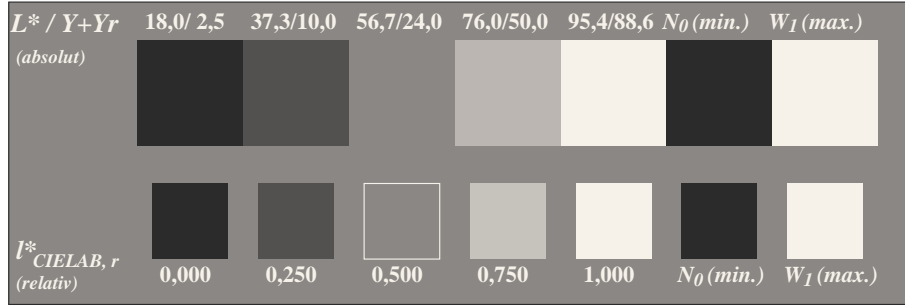 L* / Y+Yr 18,0/ 2,5 37,3/10,0 56,7/24,0 76,0/50,0 95,4/88,6 N0 (min.) W1 (max.)
(absolut)
l*CIELAB, r
(relativ) 0,000 0,250 0,500 0,750 1,000 N0 (min.) W1 (max.)